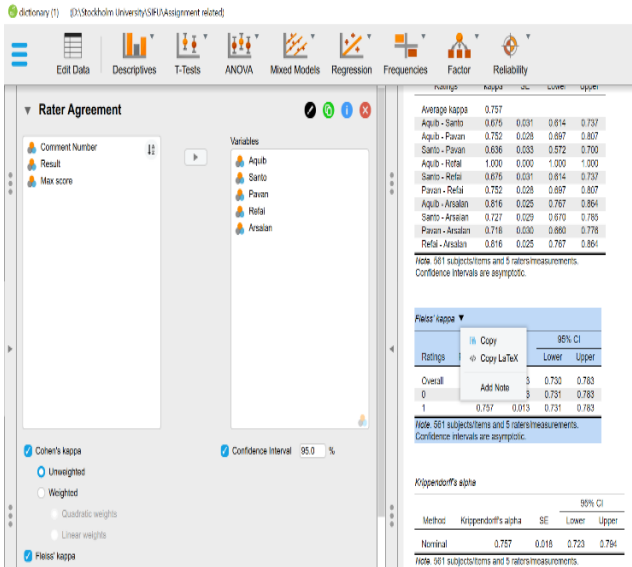 dictionary (1) (D:\Stockholm University\SIFU\Assignment related)
Edit Data Descriptives T-Tests ANOVA Mixed Models Regression Frequencies Factor Reliability
Rater Agreement
Comment Number
Result
Max score
Variables
Aquib
Santo
Pavan
Refai
Arsalan
Cohen's kappa
Unweighted
Weighted
Quadratic weights
Linear weights
Fleiss' kappa
Confidence Interval 95.0 %
Ratings kappa SE Lower Upper
Average kappa 0.757
Aquib - Santo 0.676 0.031 0.614 0.737
Aquib - Pavan 0.752 0.028 0.697 0.807
Santo - Pavan 0.636 0.033 0.572 0.700
Aquib - Refai 1.000 0.000 1.000 1.000
Santo - Refai 0.676 0.031 0.614 0.737
Pavan - Refai 0.752 0.028 0.697 0.807
Aquib - Arsalan 0.816 0.025 0.767 0.864
Santo - Arsalan 0.727 0.029 0.670 0.785
Pavan - Arsalan 0.718 0.030 0.660 0.776
Refai - Arsalan 0.816 0.025 0.767 0.864
Note. 561 subjects/items and 5 raters/measurements.
Confidence intervals are asymptotic.
Fleiss' kappa
95% CI
Ratings Lower Upper
Copy
Copy LaTeX
Add Note
Overall 3 0.730 0.783
0 3 0.731 0.783
1 0.757 0.013 0.731 0.783
Note. 561 subjects/items and 5 raters/measurements.
Confidence intervals are asymptotic.
Krippendorff's alpha
95% CI
Method Krippendorff's alpha SE Lower Upper
Nominal 0.757 0.018 0.723 0.794
Note. 561 subjects/items and 5 raters/measurements.